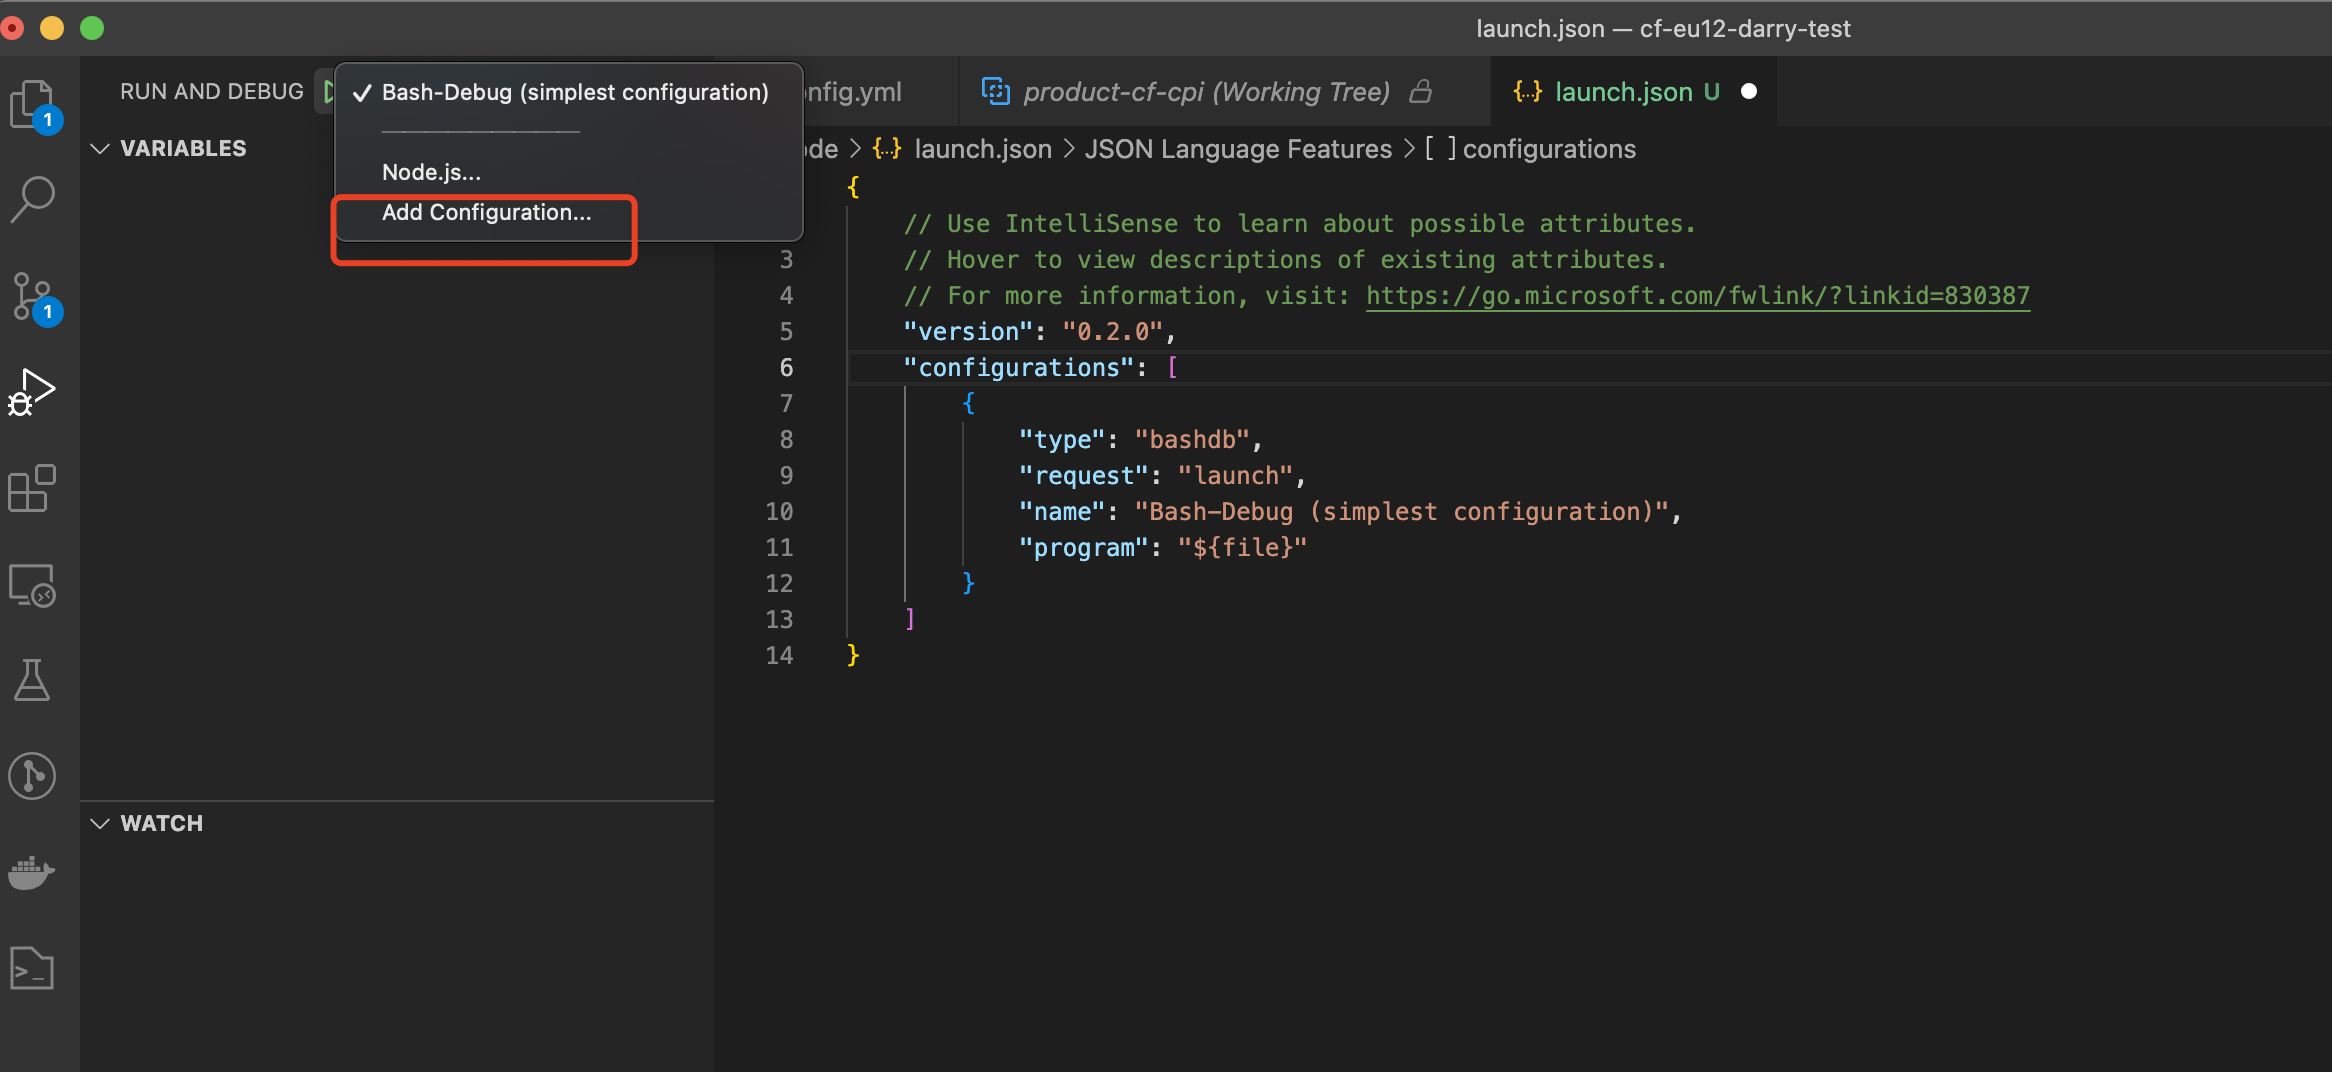 launch.json — cf-eu12-darry-test
RUN AND DEBUG
✓ Bash-Debug (simplest configuration)
Node.js...
Add Configuration...
nfig.yml
product-cf-cpi (Working Tree)
{..} launch.json U
1
VARIABLES
de > {..} launch.json > JSON Language Features > [ ] configurations
{
// Use IntelliSense to learn about possible attributes.
3 // Hover to view descriptions of existing attributes.
4 // For more information, visit: https://go.microsoft.com/fwlink/?linkid=830387
1
5 "version": "0.2.0",
6 "configurations": [
7 {
8 "type": "bashdb",
9 "request": "launch",
10 "name": "Bash-Debug (simplest configuration)",
11 "program": "${file}"
12 }
13 ]
14 }
WATCH